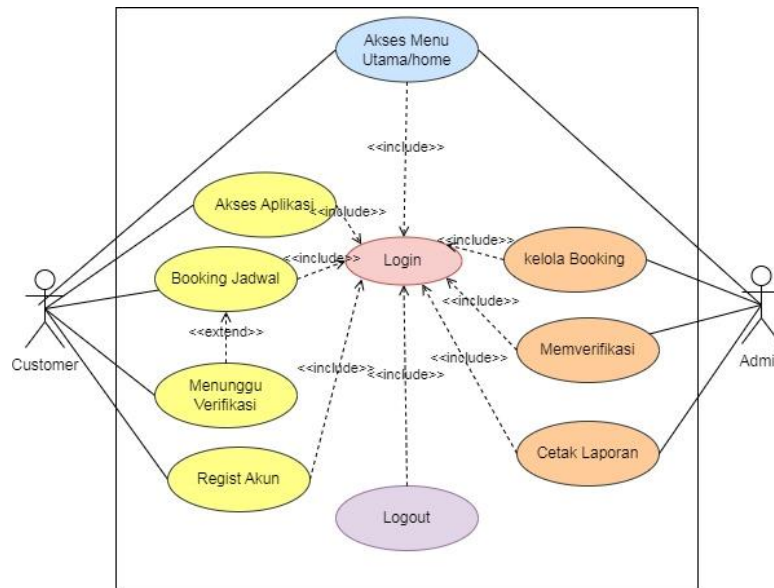 Akses Menu
Utama/home
<<include>>
Akses Aplikasi
<<include>>
<<include>>
Login
<<include>>
kelola Booking
Booking Jadwal
<<extend>>
<<include>>
Memverifikasi
Customer
Admi
Menunggu
Verifikasi
<<include>>
<<include>>
<<include>>
Regist Akun
Cetak Laporan
Logout